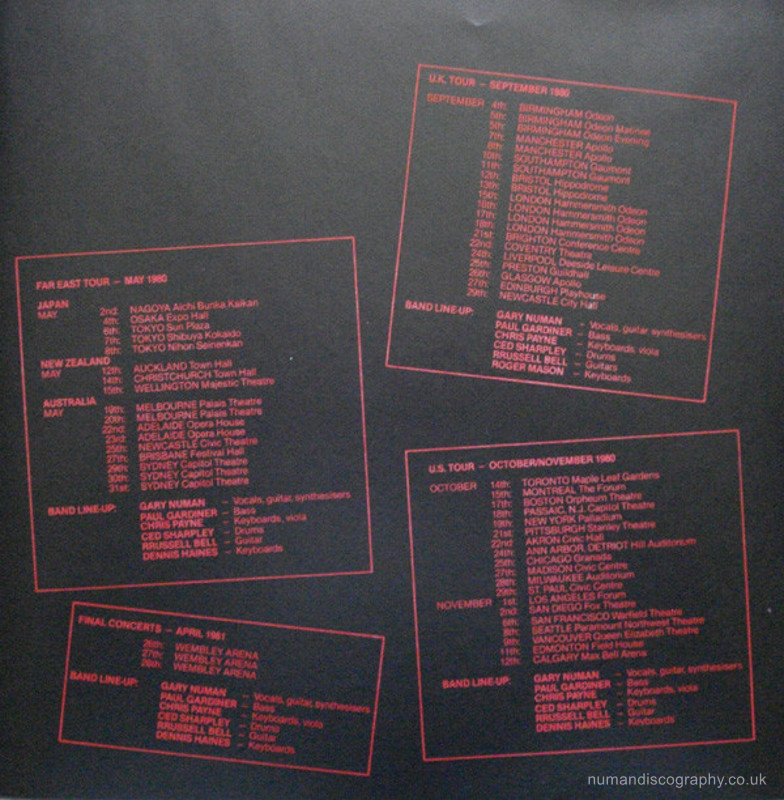 U.K. TOUR – SEPTEMBER 1980
SEPTEMBER 4th: BIRMINGHAM Odeon
5th: BIRMINGHAM Odeon Matinee
5th: BIRMINGHAM Odeon Evening
7th: MANCHESTER Apollo
8th: MANCHESTER Apollo
10th: SOUTHAMPTON Gaumont
11th: SOUTHAMPTON Gaumont
12th: BRISTOL Hippodrome
13th: BRISTOL Hippodrome
15th: LONDON Hammersmith Odeon
16th: LONDON Hammersmith Odeon
17th: LONDON Hammersmith Odeon
18th: LONDON Hammersmith Odeon
21st: BRIGHTON Conference Centre
22nd: COVENTRY Theatre
24th: LIVERPOOL Deeside Leisure Centre
25th: PRESTON Guildhall
26th: GLASGOW Apollo
27th: EDINBURGH Playhouse
29th: NEWCASTLE City Hall
BAND LINE-UP: GARY NUMAN – Vocals, guitar, synthesisers
PAUL GARDINER – Bass
CHRIS PAYNE – Keyboards, viola
CED SHARPLEY – Drums
RRUSSELL BELL – Guitars
ROGER MASON – Keyboards
FAR EAST TOUR – MAY 1980
JAPAN
MAY 2nd: NAGOYA Aichi Bunka Kaikan
4th: OSAKA Expo Hall
6th: TOKYO Sun Plaza
7th: TOKYO Shibuya Kokaido
8th: TOKYO Nihon Seinenkan
NEW ZEALAND
MAY 12th: AUCKLAND Town Hall
14th: CHRISTCHURCH Town Hall
15th: WELLINGTON Majestic Theatre
AUSTRALIA
MAY 19th: MELBOURNE Palais Theatre
20th: MELBOURNE Palais Theatre
22nd: ADELAIDE Opera House
23rd: ADELAIDE Opera House
25th: NEWCASTLE Civic Theatre
27th: BRISBANE Festival Hall
29th: SYDNEY Capitol Theatre
30th: SYDNEY Capitol Theatre
31st: SYDNEY Capitol Theatre
BAND LINE-UP: GARY NUMAN – Vocals, guitar, synthesisers
PAUL GARDINER – Bass
CHRIS PAYNE – Keyboards, viola
CED SHARPLEY – Drums
RRUSSELL BELL – Guitar
DENNIS HAINES – Keyboards
U.S. TOUR – OCTOBER/NOVEMBER 1980
OCTOBER 14th: TORONTO Maple Leaf Gardens
15th: MONTREAL The Forum
17th: BOSTON Orpheum Theatre
18th: PASSAIC, N.J. Capitol Theatre
19th: NEW YORK Palladium
21st: PITTSBURGH Stanley Theatre
22nd: AKRON Civic Hall
24th: ANN ARBOR, DETRIOT Hill Auditorium
25th: CHICAGO Granada
27th: MADISON Civic Centre
28th: MILWAUKEE Auditorium
29th: ST. PAUL Civic Centre
NOVEMBER 1st: LOS ANGELES Forum
2nd: SAN DIEGO Fox Theatre
6th: SAN FRANCISCO Warfield Theatre
8th: SEATTLE Paramount Northwest Theatre
VANCOUVER Queen Elizabeth Theatre
11th: EDMONTON Field House
12th: CALGARY Max Bell Arena
BAND LINE-UP: GARY NUMAN – Vocals, guitar, synthesisers
PAUL GARDINER – Bass
CHRIS PAYNE – Keyboards, viola
CED SHARPLEY – Drums
RRUSSELL BELL – Guitar
DENNIS HAINES – Keyboards
FINAL CONCERTS – APRIL 1981
26th: WEMBLEY ARENA
27th: WEMBLEY ARENA
28th: WEMBLEY ARENA
BAND LINE-UP: GARY NUMAN – Vocals, guitar, synthesisers
PAUL GARDINER – Bass
CHRIS PAYNE – Keyboards, viola
CED SHARPLEY – Drums
RRUSSELL BELL – Guitar
DENNIS HAINES – Keyboards
numandiscography.co.uk